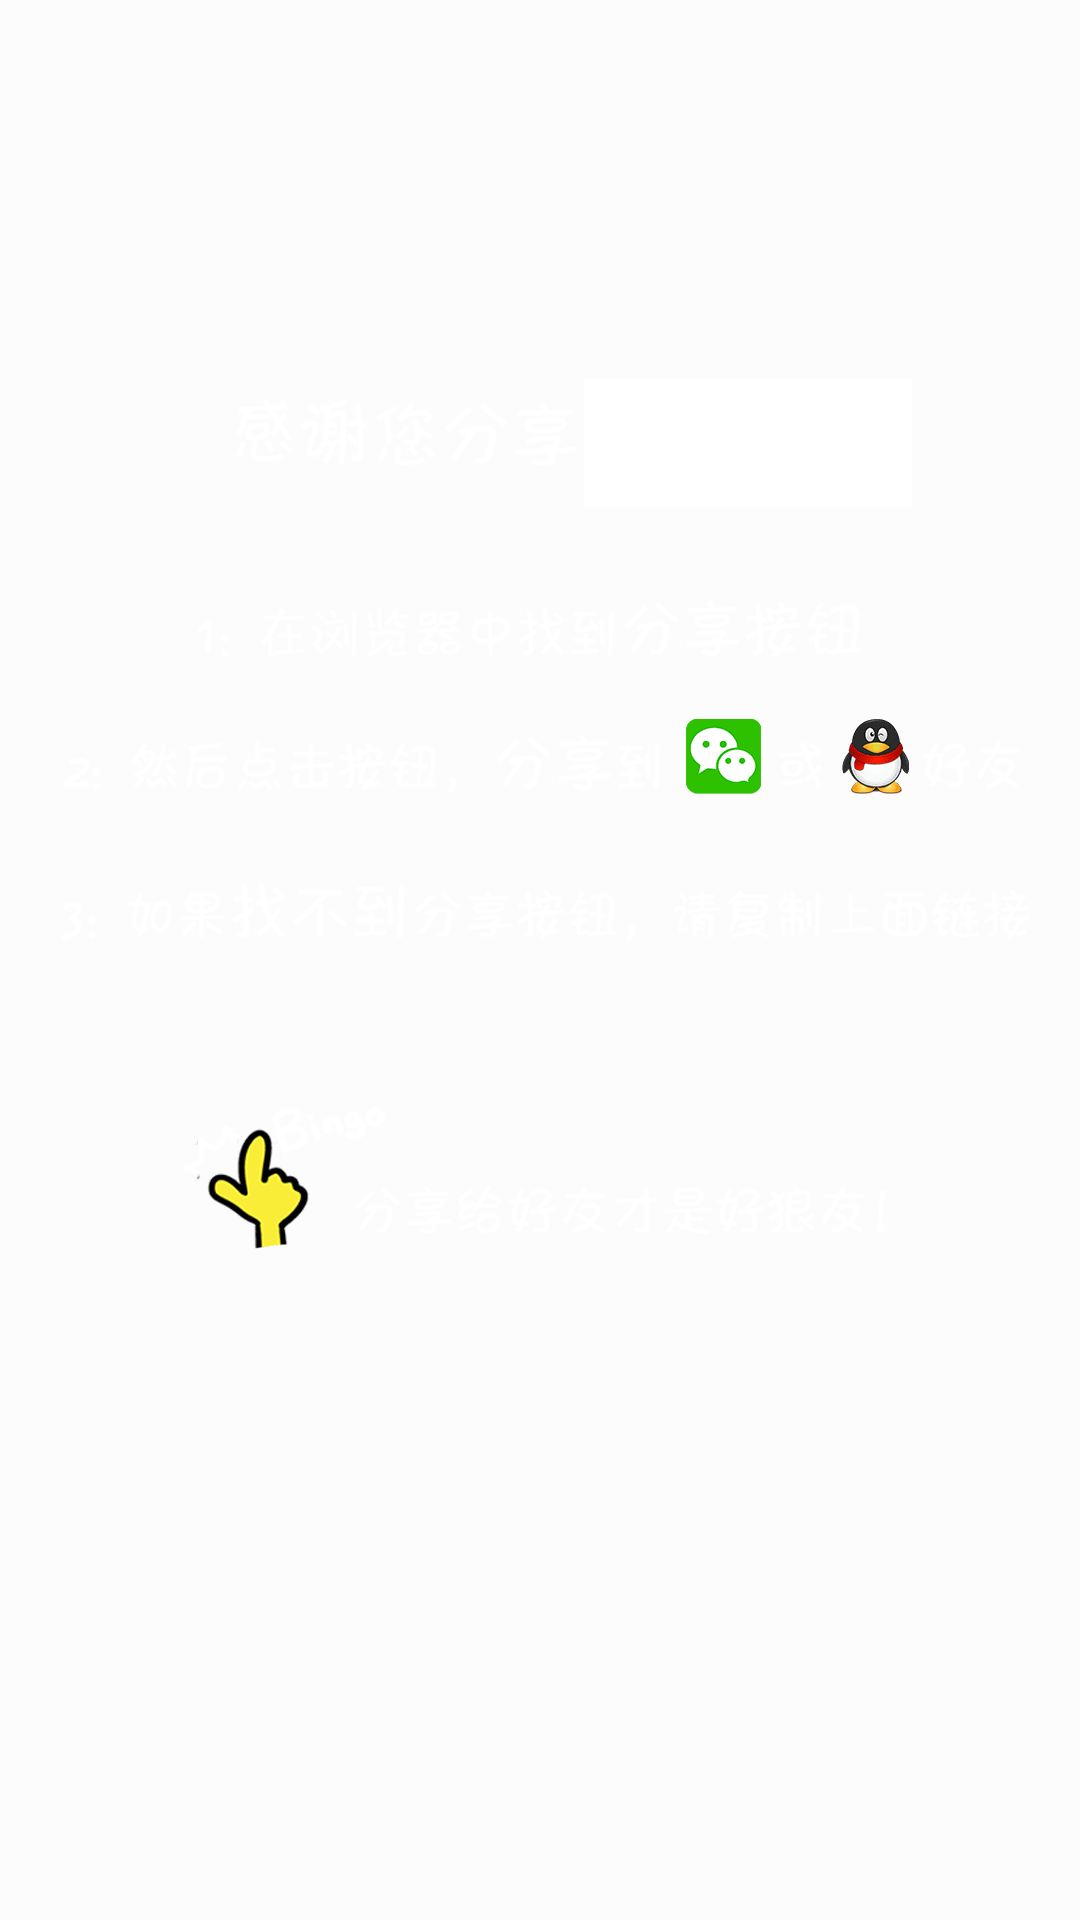 感谢您分享
1: 在浏览器中找到分享按钮
2: 然后点击按钮，分享到 或 好友
3: 如果找不到分享按钮，请复制上面链接
Bingo
分享给好友才是好狼友！